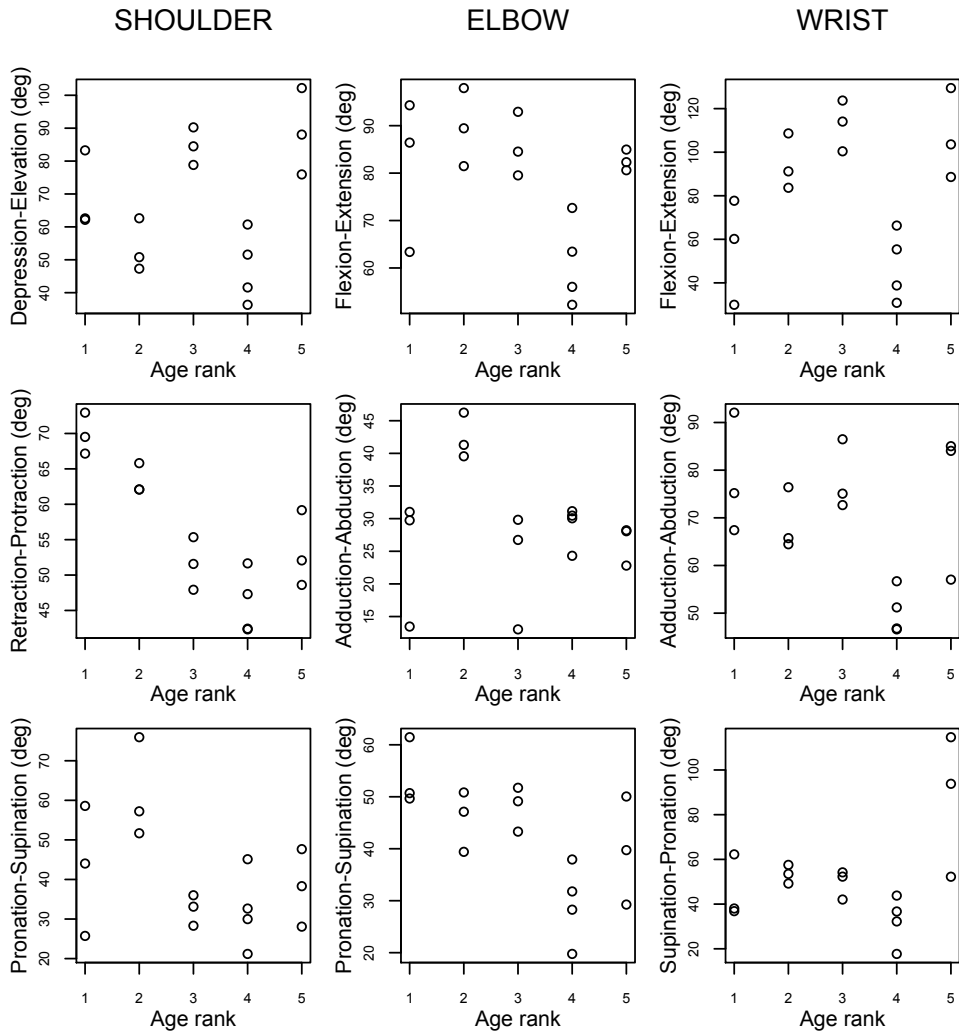 SHOULDER ELBOW WRIST
Depression-Elevation (deg)
40 50 60 70 80 90 100
1 2 3 4 5
Age rank
Flexion-Extension (deg)
60 70 80 90
1 2 3 4 5
Age rank
Flexion-Extension (deg)
40 60 80 100 120
1 2 3 4 5
Age rank
Retraction-Protraction (deg)
45 50 55 60 65 70
1 2 3 4 5
Age rank
Adduction-Abduction (deg)
15 20 25 30 35 40 45
1 2 3 4 5
Age rank
Adduction-Abduction (deg)
50 60 70 80 90
1 2 3 4 5
Age rank
Pronation-Supination (deg)
20 30 40 50 60 70
1 2 3 4 5
Age rank
Pronation-Supination (deg)
20 30 40 50 60
1 2 3 4 5
Age rank
Supination-Pronation (deg)
20 40 60 80 100
1 2 3 4 5
Age rank